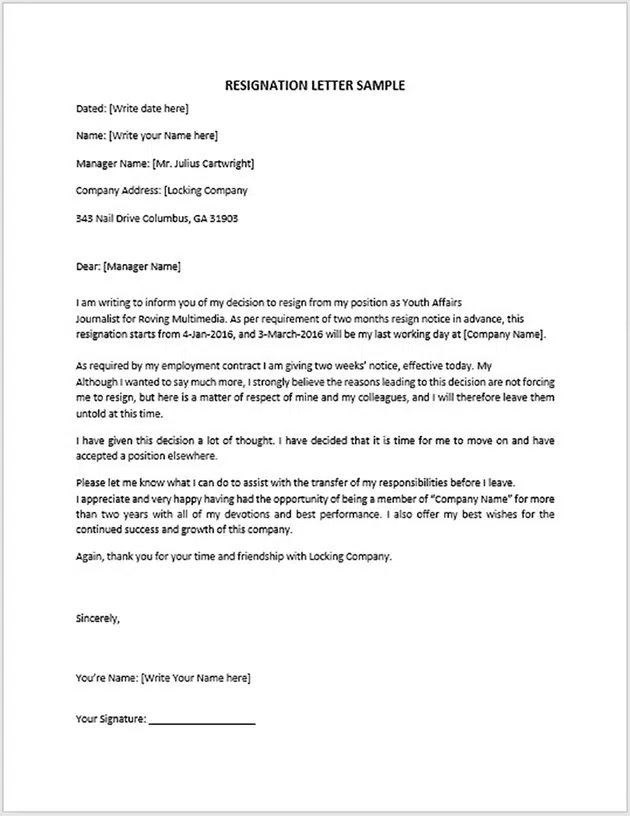 RESIGNATION LETTER SAMPLE
Dated: [Write date here]
Name: [Write your Name here]
Manager Name: [Mr. Julius Cartwright]
Company Address: [Locking Company
343 Nail Drive Columbus, GA 31903
Dear: [Manager Name]
I am writing to inform you of my decision to resign from my position as Youth Affairs
Journalist for Roving Multimedia. As per requirement of two months resign notice in advance, this
resignation starts from 4-Jan-2016, and 3-March-2016 will be my last working day at [Company Name].
As required by my employment contract I am giving two weeks’ notice, effective today. My
Although I wanted to say much more, I strongly believe the reasons leading to this decision are not forcing
me to resign, but here is a matter of respect of mine and my colleagues, and I will therefore leave them
untold at this time.
I have given this decision a lot of thought. I have decided that it is time for me to move on and have
accepted a position elsewhere.
Please let me know what I can do to assist with the transfer of my responsibilities before I leave.
I appreciate and very happy having had the opportunity of being a member of “Company Name” for more
than two years with all of my devotions and best performance. I also offer my best wishes for the
continued success and growth of this company.
Again, thank you for your time and friendship with Locking Company.
Sincerely,
You’re Name: [Write Your Name here]
Your Signature: ____________________